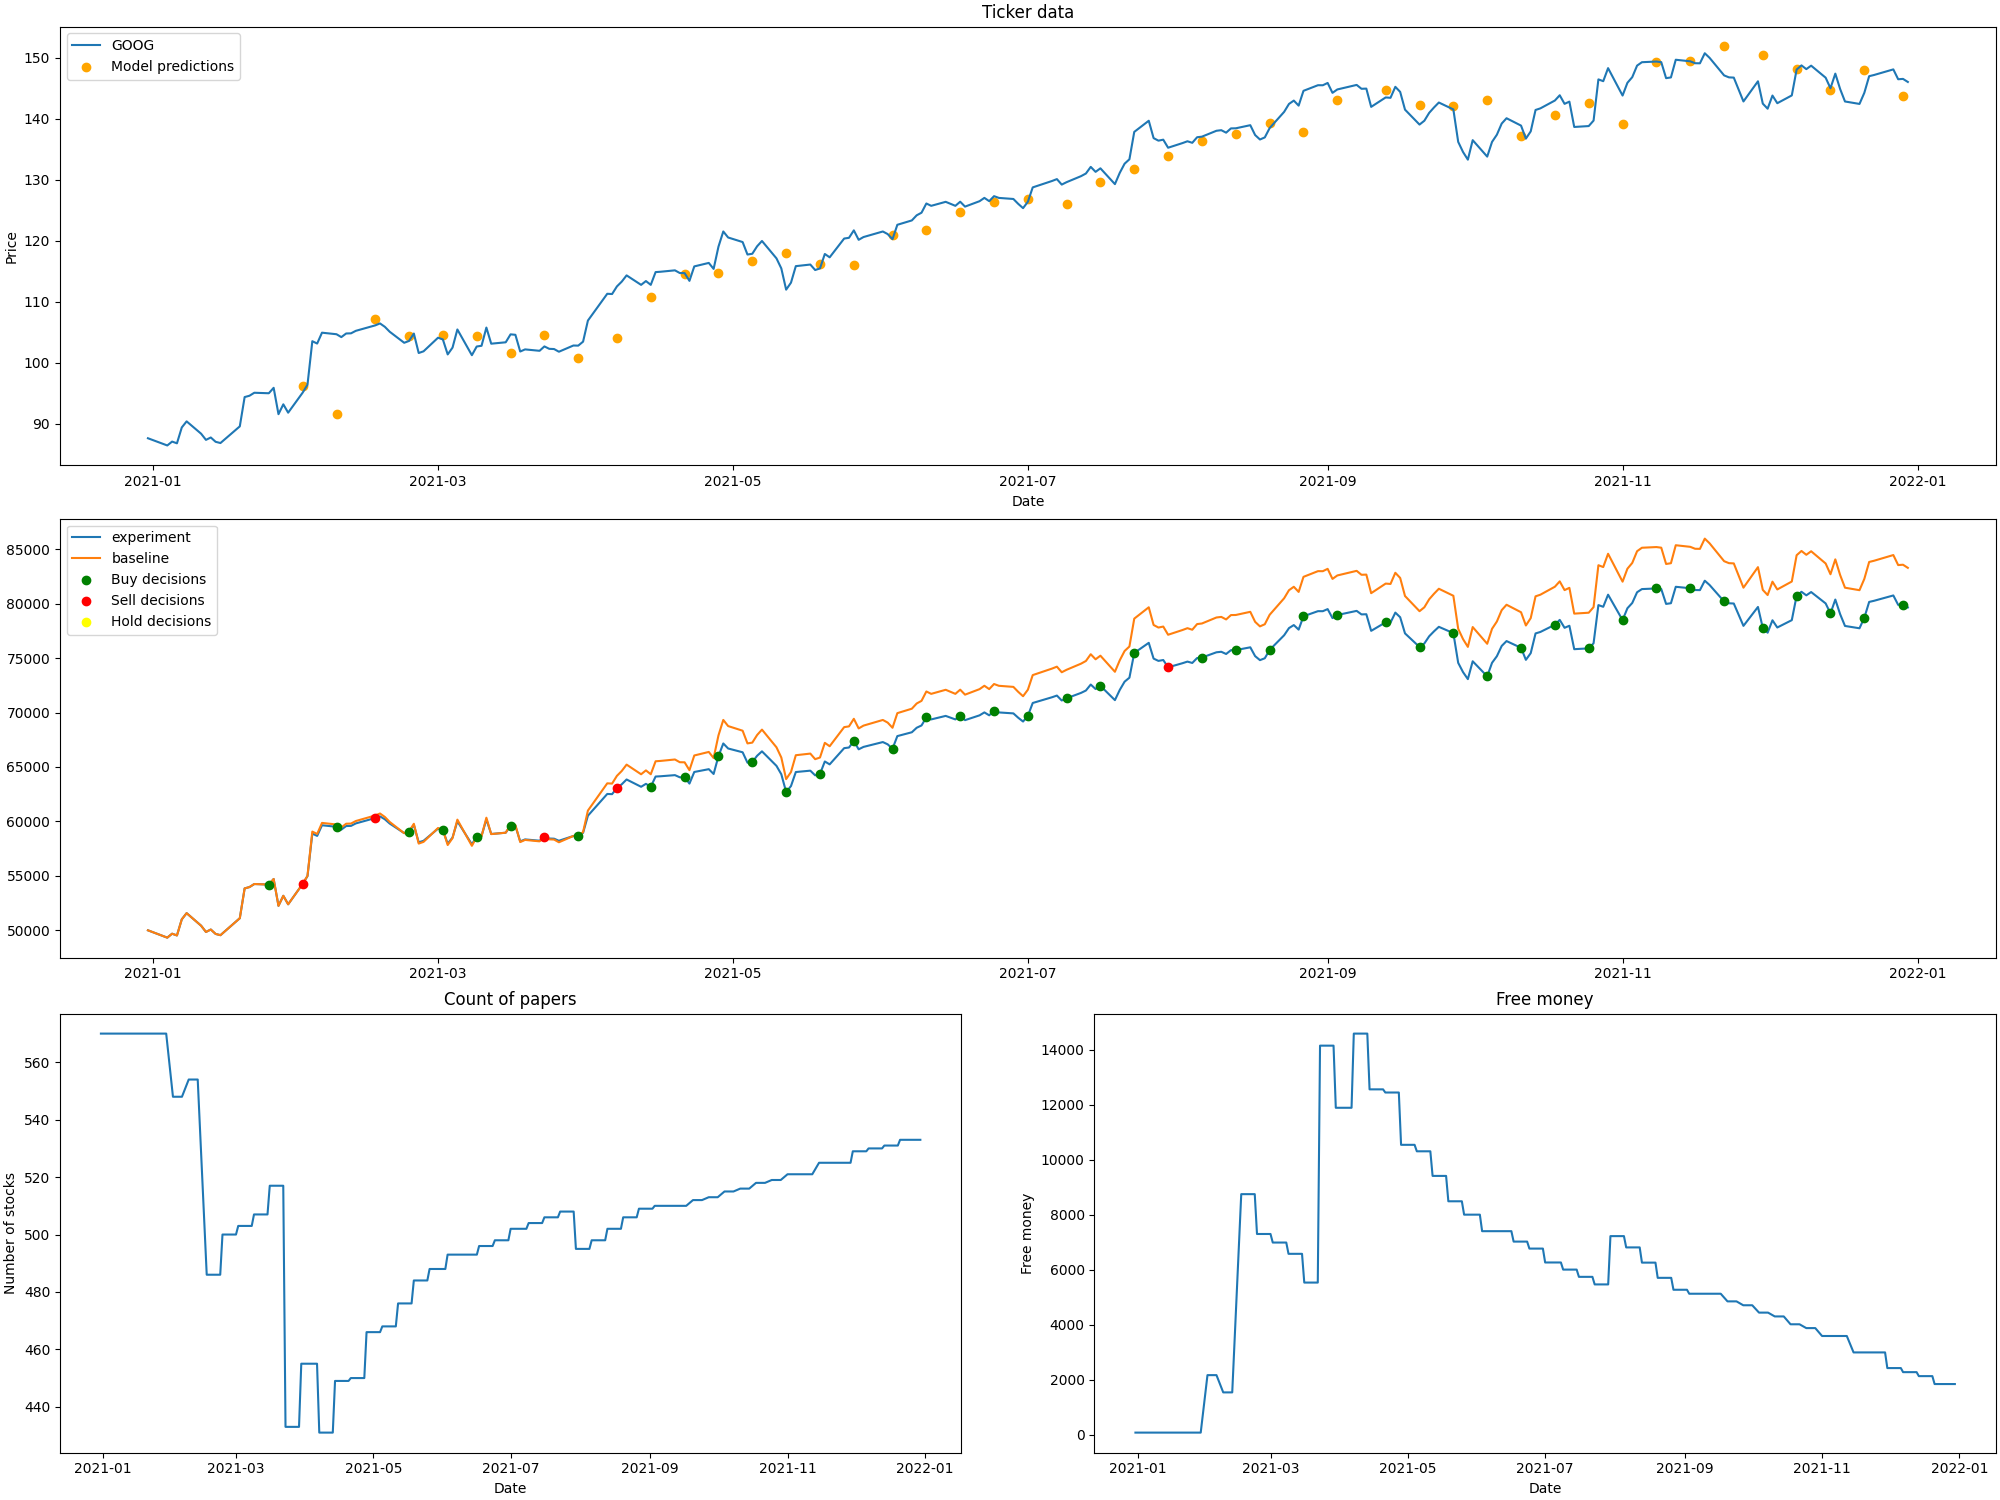 Ticker data
GOOG
Model predictions
Price
150
140
130
120
110
100
90
2021-01 2021-03 2021-05 2021-07 2021-09 2021-11 2022-01
Date
experiment
baseline
Buy decisions
Sell decisions
Hold decisions
85000
80000
75000
70000
65000
60000
55000
50000
2021-01 2021-03 2021-05 2021-07 2021-09 2021-11 2022-01
Count of papers
Number of stocks
560
540
520
500
480
460
440
2021-01 2021-03 2021-05 2021-07 2021-09 2021-11 2022-01
Date
Free money
Free money
14000
12000
10000
8000
6000
4000
2000
0
2021-01 2021-03 2021-05 2021-07 2021-09 2021-11 2022-01
Date